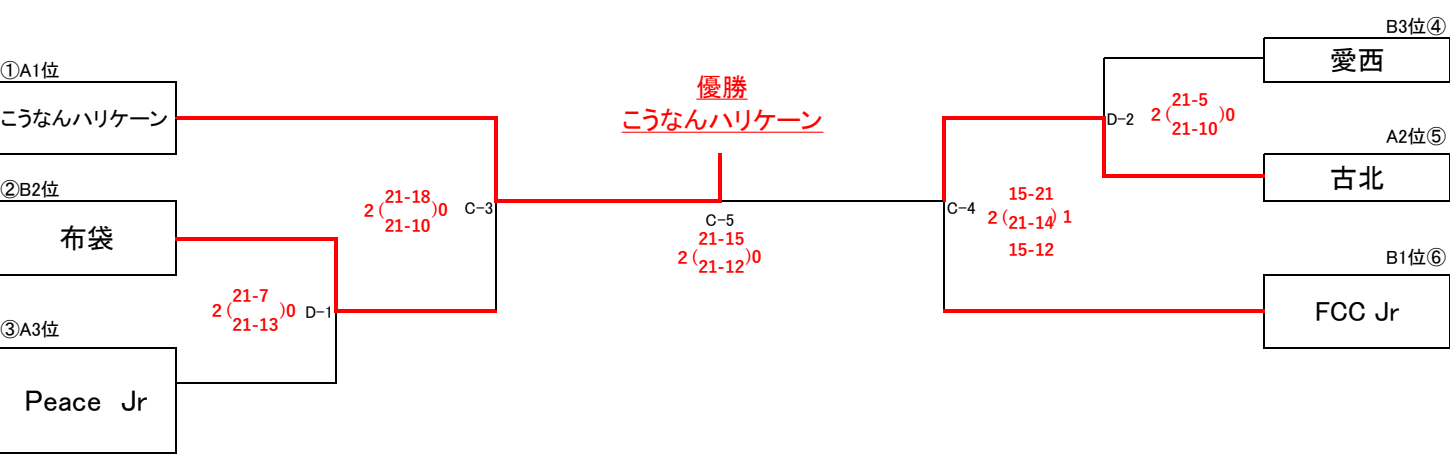 ①A1位
こうなんハリケーン
②B2位
布袋
③A3位
Peace Jr
2(21-7
21-13)0
D-1
2(21-18
21-10)0
C-3
優勝
こうなんハリケーン
C-5
2(21-15
21-12)0
B3位④
愛西
D-2
2(21-5
21-10)0
A2位⑤
古北
C-4
15-21
2(21-14)1
15-12
B1位⑥
FCC Jr